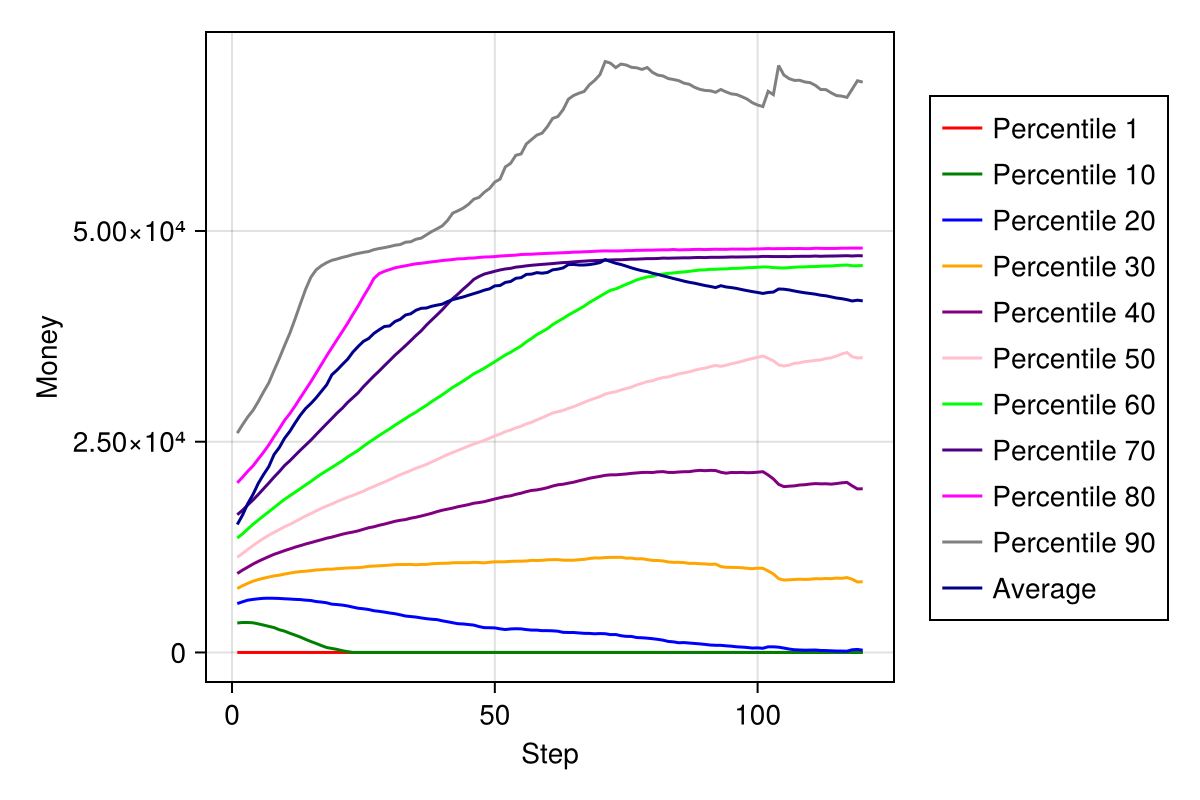 5.00×10⁴
2.50×10⁴
0
Money
0 50 100
Step
Percentile 1
Percentile 10
Percentile 20
Percentile 30
Percentile 40
Percentile 50
Percentile 60
Percentile 70
Percentile 80
Percentile 90
Average